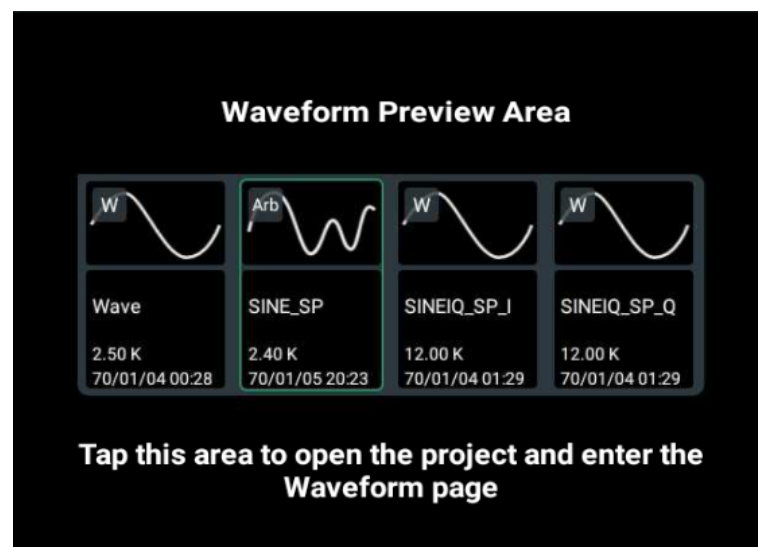 Waveform Preview Area
W
Arb
W
W
Wave
SINE_SP
SINEIQ_SP_I
SINEIQ_SP_Q
2.50 K
2.40 K
12.00 K
12.00 K
70/01/04 00:28
70/01/05 20:23
70/01/04 01:29
70/01/04 01:29
Tap this area to open the project and enter the
Waveform page